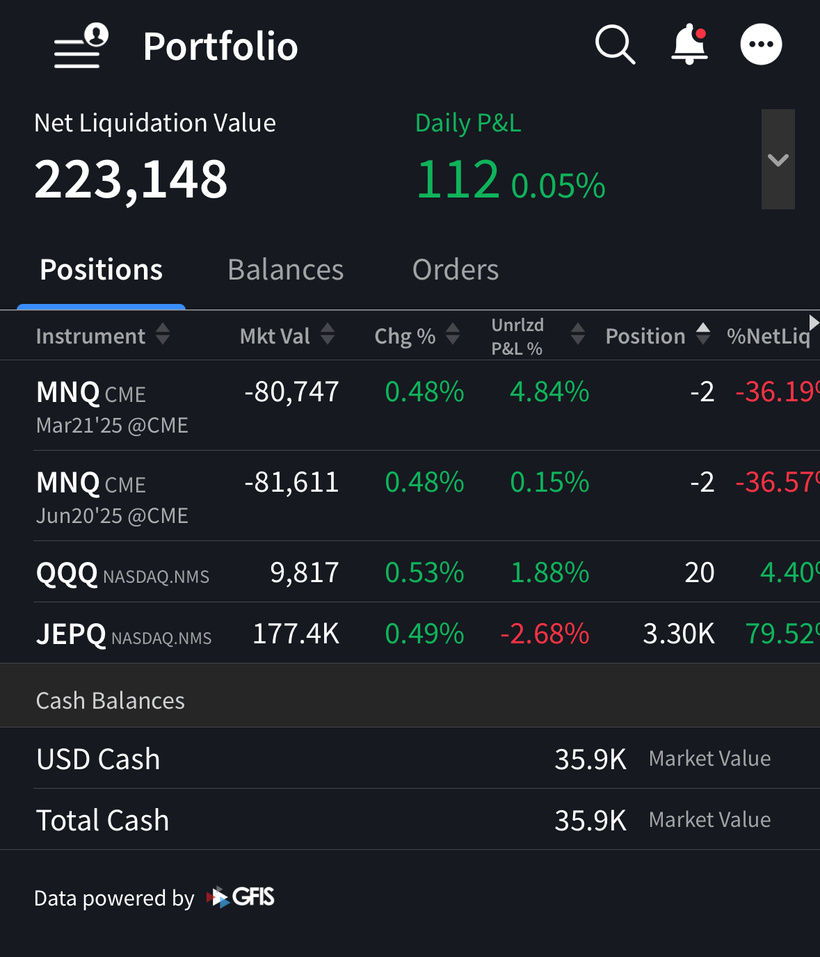 Portfolio
Net Liquidation Value Daily P&L
223,148 112 0.05%
Positions Balances Orders
Instrument Mkt Val Chg % Unrlzd P&L % Position %NetLiq
MNQ CME -80,747 0.48% 4.84% -2 -36.19%
Mar21'25 @CME
MNQ CME -81,611 0.48% 0.15% -2 -36.57%
Jun20'25 @CME
QQQ NASDAQ.NMS 9,817 0.53% 1.88% 20 4.40%
JEPQ NASDAQ.NMS 177.4K 0.49% -2.68% 3.30K 79.52%
Cash Balances
USD Cash 35.9K Market Value
Total Cash 35.9K Market Value
Data powered by GFIS